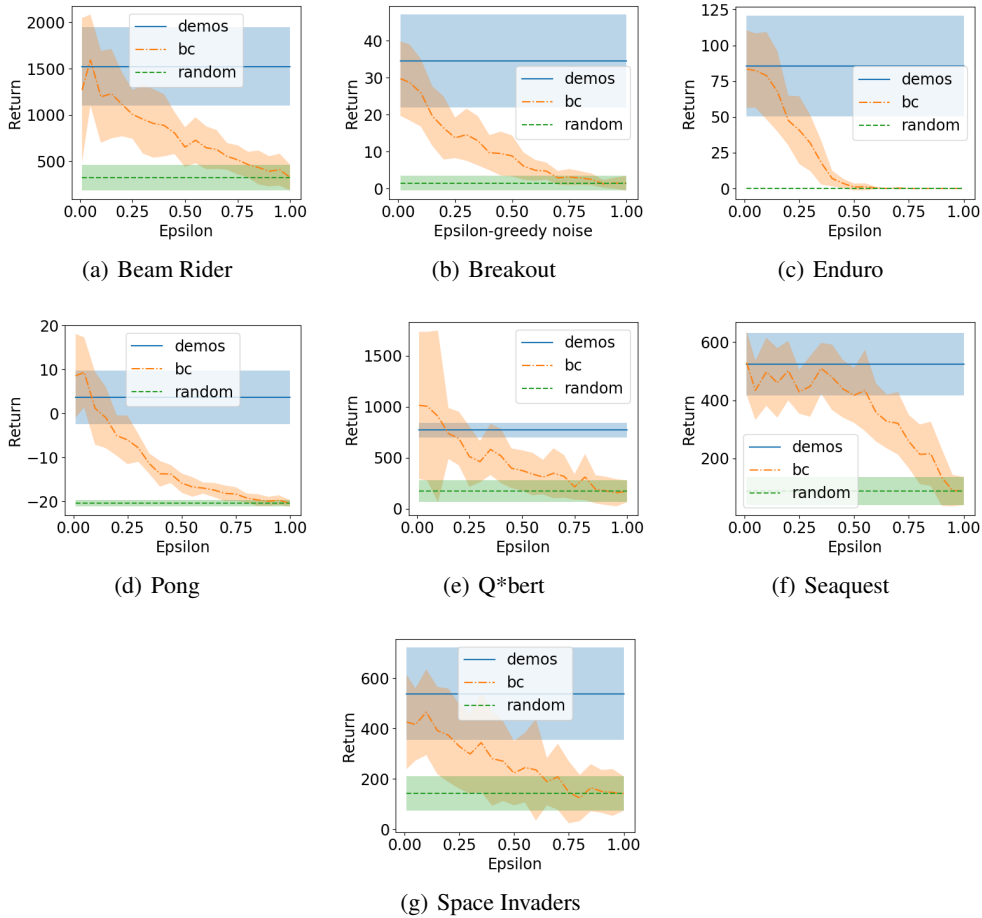 2000
1500
1000
500
Return
demos
bc
random
0.00 0.25 0.50 0.75 1.00
Epsilon
(a) Beam Rider
40
30
20
10
0
Return
demos
bc
random
0.00 0.25 0.50 0.75 1.00
Epsilon-greedy noise
(b) Breakout
125
100
75
50
25
0
Return
demos
bc
random
0.00 0.25 0.50 0.75 1.00
Epsilon
(c) Enduro
20
10
0
−10
−20
Return
demos
bc
random
0.00 0.25 0.50 0.75 1.00
Epsilon
(d) Pong
1500
1000
500
0
Return
demos
bc
random
0.00 0.25 0.50 0.75 1.00
Epsilon
(e) Q*bert
600
400
200
Return
demos
bc
random
0.00 0.25 0.50 0.75 1.00
Epsilon
(f) Seaquest
600
400
200
0
Return
demos
bc
random
0.00 0.25 0.50 0.75 1.00
Epsilon
(g) Space Invaders